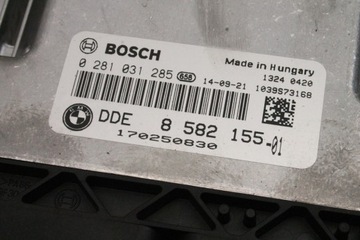 BOSCH
Made in Hungary
0 281 031 285 658 14-09-21 1324 0420
1039S73168
BMW
DDE 8 582 155-01
170250830